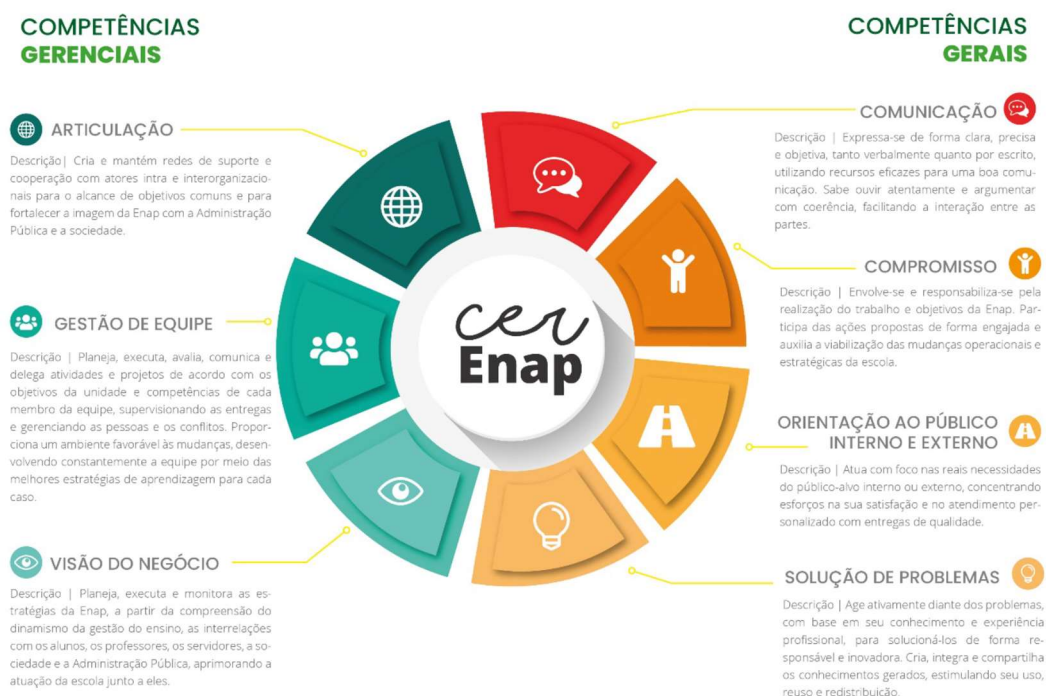 COMPETÊNCIAS
GERENCIAIS
ARTICULAÇÃO
Descrição| Cria e mantém redes de suporte e
cooperação com atores intra e interorganizacio-
nais para o alcance de objetivos comuns e para
fortalecer a imagem da Enap com a Administração
Pública e a sociedade.
GESTÃO DE EQUIPE
Descrição | Planeja, executa, avalia, comunica e
delega atividades e projetos de acordo com os
objetivos da unidade e competências de cada
membro da equipe, supervisionando as entregas
e gerenciando as pessoas e os conflitos. Propor-
ciona um ambiente favorável às mudanças, desen-
volvendo constantemente a equipe por meio das
melhores estratégias de aprendizagem para cada
caso.
VISÃO DO NEGÓCIO
Descrição | Planeja, executa e monitora as es-
tratégias da Enap, a partir da compreensão do
dinamismo da gestão do ensino, as interrelações
com os alunos, os professores, os servidores, a so-
ciedade e a Administração Pública, aprimorando a
atuação da escola junto a eles.
cer
Enap
COMPETÊNCIAS
GERAIS
COMUNICAÇÃO
Descrição | Expressa-se de forma clara, precisa
e objetiva, tanto verbalmente quanto por escrito,
utilizando recursos eficazes para uma boa comu-
nicação. Sabe ouvir atentamente e argumentar
com coerência, facilitando a interação entre as
partes.
COMPROMISSO
Descrição | Envolve-se e responsabiliza-se pela
realização do trabalho e objetivos da Enap. Par-
ticipa das ações propostas de forma engajada e
auxilia a viabilização das mudanças operacionais e
estratégicas da escola.
ORIENTAÇÃO AO PÚBLICO
INTERNO E EXTERNO
Descrição | Atua com foco nas reais necessidades
do público-alvo interno ou externo, concentrando
esforços na sua satisfação e no atendimento per-
sonalizado com entregas de qualidade.
SOLUÇÃO DE PROBLEMAS
Descrição | Age ativamente diante dos problemas,
com base em seu conhecimento e experiência
profissional, para solucioná-los de forma re-
sponsável e inovadora. Cria, integra e compartilha
os conhecimentos gerados, estimulando seu uso,
reuso e redistribuição.